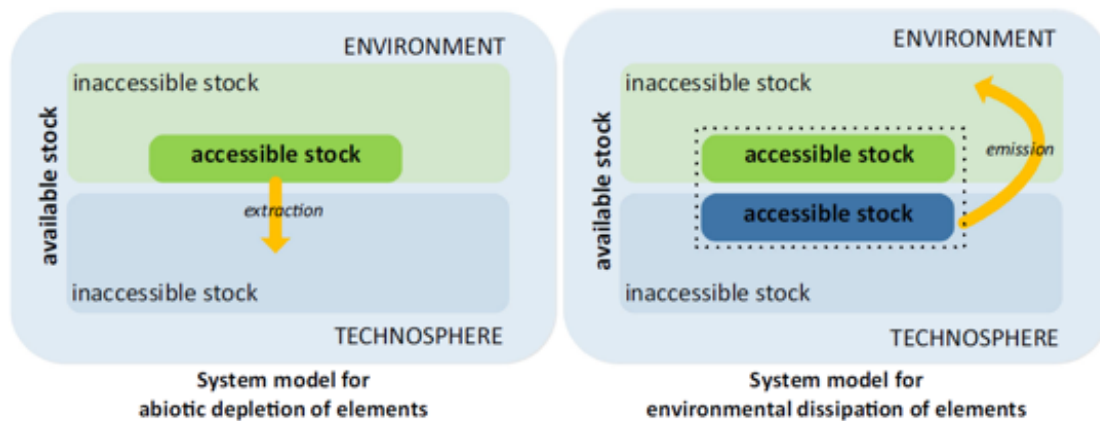 ENVIRONMENT
inaccessible stock
available stock
accessible stock
extraction
inaccessible stock
TECHNOSPHERE
System model for
abiotic depletion of elements
ENVIRONMENT
inaccessible stock
available stock
accessible stock
emission
accessible stock
inaccessible stock
TECHNOSPHERE
System model for
environmental dissipation of elements